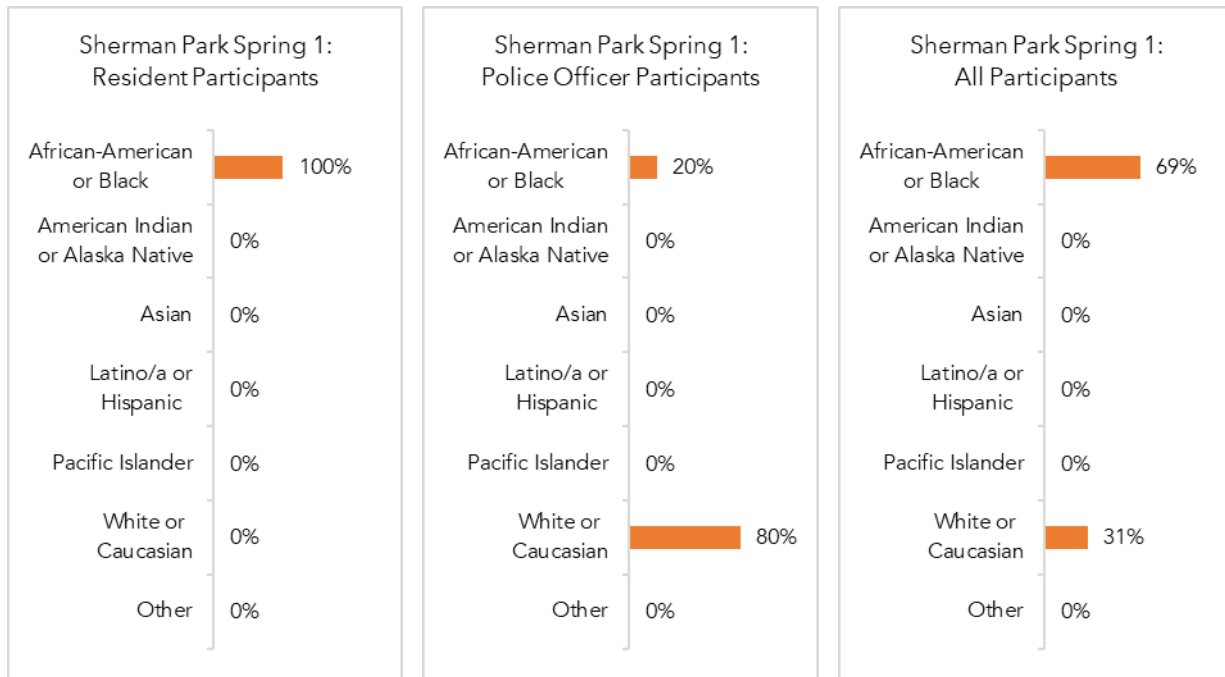 Sherman Park Spring 1:
Resident Participants
African-American
or Black
100%
American Indian
or Alaska Native
0%
Asian
0%
Latino/a or
Hispanic
0%
Pacific Islander
0%
White or
Caucasian
0%
Other
0%
Sherman Park Spring 1:
Police Officer Participants
African-American
or Black
20%
American Indian
or Alaska Native
0%
Asian
0%
Latino/a or
Hispanic
0%
Pacific Islander
0%
White or
Caucasian
80%
Other
0%
Sherman Park Spring 1:
All Participants
African-American
or Black
69%
American Indian
or Alaska Native
0%
Asian
0%
Latino/a or
Hispanic
0%
Pacific Islander
0%
White or
Caucasian
31%
Other
0%